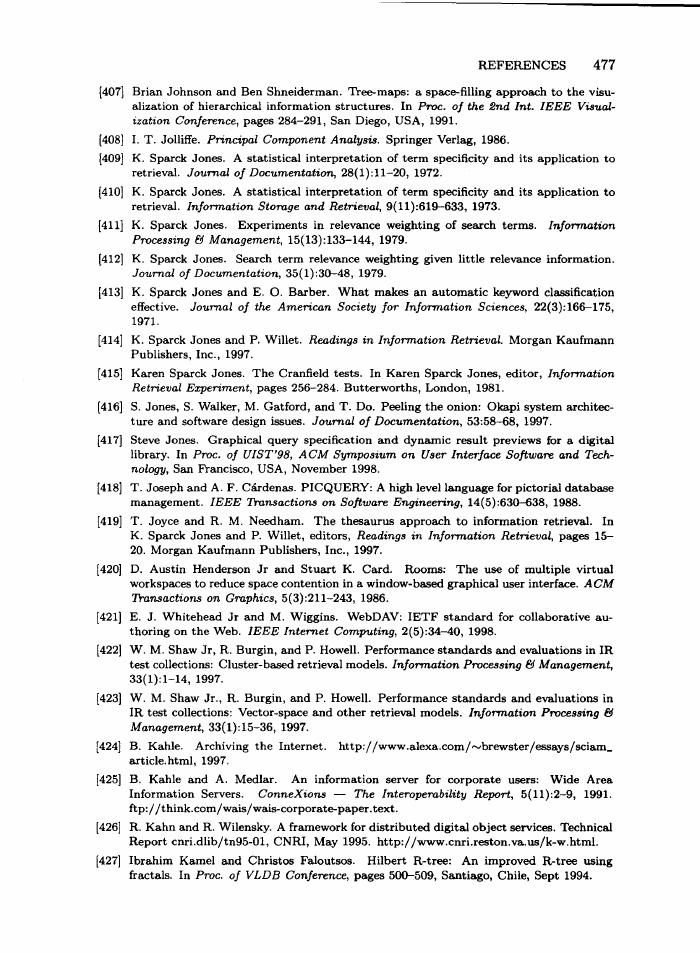 REFERENCES 477
[407] Brian Johnson and Ben Shneiderman. Tree-maps: a space-filling approach to the visu-
alization of hierarchical information structures. In Proc. of the 2nd Int. IEEE Visual-
ization Conference, pages 284–291, San Diego, USA, 1991.
[408] I. T. Jolliffe. Principal Component Analysis. Springer Verlag, 1986.
[409] K. Sparck Jones. A statistical interpretation of term specificity and its application to
retrieval. Journal of Documentation, 28(1):11–20, 1972.
[410] K. Sparck Jones. A statistical interpretation of term specificity and its application to
retrieval. Information Storage and Retrieval, 9(11):619–633, 1973.
[411] K. Sparck Jones. Experiments in relevance weighting of search terms. Information
Processing & Management, 15(13):133–144, 1979.
[412] K. Sparck Jones. Search term relevance weighting given little relevance information.
Journal of Documentation, 35(1):30–48, 1979.
[413] K. Sparck Jones and E. O. Barber. What makes an automatic keyword classification
effective. Journal of the American Society for Information Sciences, 22(3):166–175,
1971.
[414] K. Sparck Jones and P. Willet. Readings in Information Retrieval. Morgan Kaufmann
Publishers, Inc., 1997.
[415] Karen Sparck Jones. The Cranfield tests. In Karen Sparck Jones, editor, Information
Retrieval Experiment, pages 256–284. Butterworths, London, 1981.
[416] S. Jones, S. Walker, M. Gatford, and T. Do. Peeling the onion: Okapi system architec-
ture and software design issues. Journal of Documentation, 53:58–68, 1997.
[417] Steve Jones. Graphical query specification and dynamic result previews for a digital
library. In Proc. of UIST'98, ACM Symposium on User Interface Software and Tech-
nology, San Francisco, USA, November 1998.
[418] T. Joseph and A. F. Cárdenas. PICQUERY: A high level language for pictorial database
management. IEEE Transactions on Software Engineering, 14(5):630–638, 1988.
[419] T. Joyce and R. M. Needham. The thesaurus approach to information retrieval. In
K. Sparck Jones and P. Willet, editors, Readings in Information Retrieval, pages 15–
20. Morgan Kaufmann Publishers, Inc., 1997.
[420] D. Austin Henderson Jr and Stuart K. Card. Rooms: The use of multiple virtual
workspaces to reduce space contention in a window-based graphical user interface. ACM
Transactions on Graphics, 5(3):211–243, 1986.
[421] E. J. Whitehead Jr and M. Wiggins. WebDAV: IETF standard for collaborative au-
thoring on the Web. IEEE Internet Computing, 2(5):34–40, 1998.
[422] W. M. Shaw Jr, R. Burgin, and P. Howell. Performance standards and evaluations in IR
test collections: Cluster-based retrieval models. Information Processing & Management,
33(1):1–14, 1997.
[423] W. M. Shaw Jr., R. Burgin, and P. Howell. Performance standards and evaluations in
IR test collections: Vector-space and other retrieval models. Information Processing &
Management, 33(1):15–36, 1997.
[424] B. Kahle. Archiving the Internet. http://www.alexa.com/~brewster/essays/sciam_
article.html, 1997.
[425] B. Kahle and A. Medlar. An information server for corporate users: Wide Area
Information Servers. ConneXions — The Interoperability Report, 5(11):2–9, 1991.
ftp://think.com/wais/wais-corporate-paper.text.
[426] R. Kahn and R. Wilensky. A framework for distributed digital object services. Technical
Report cnri.dlib/tn95-01, CNRI, May 1995. http://www.cnri.reston.va.us/k-w.html.
[427] Ibrahim Kamel and Christos Faloutsos. Hilbert R-tree: An improved R-tree using
fractals. In Proc. of VLDB Conference, pages 500–509, Santiago, Chile, Sept 1994.